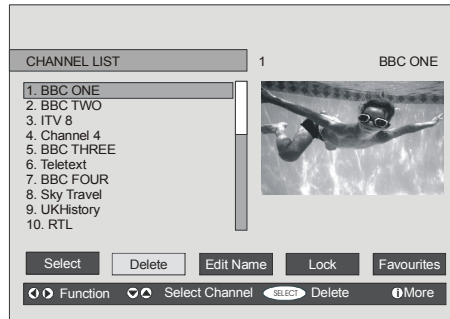 CHANNEL LIST
1 BBC ONE
1. BBC ONE
2. BBC TWO
3. ITV 8
4. Channel 4
5. BBC THREE
6. Teletext
7. BBC FOUR
8. Sky Travel
9. UKHistory
10. RTL
Select Delete Edit Name Lock Favourites
Function Select Channel SELECT Delete i More